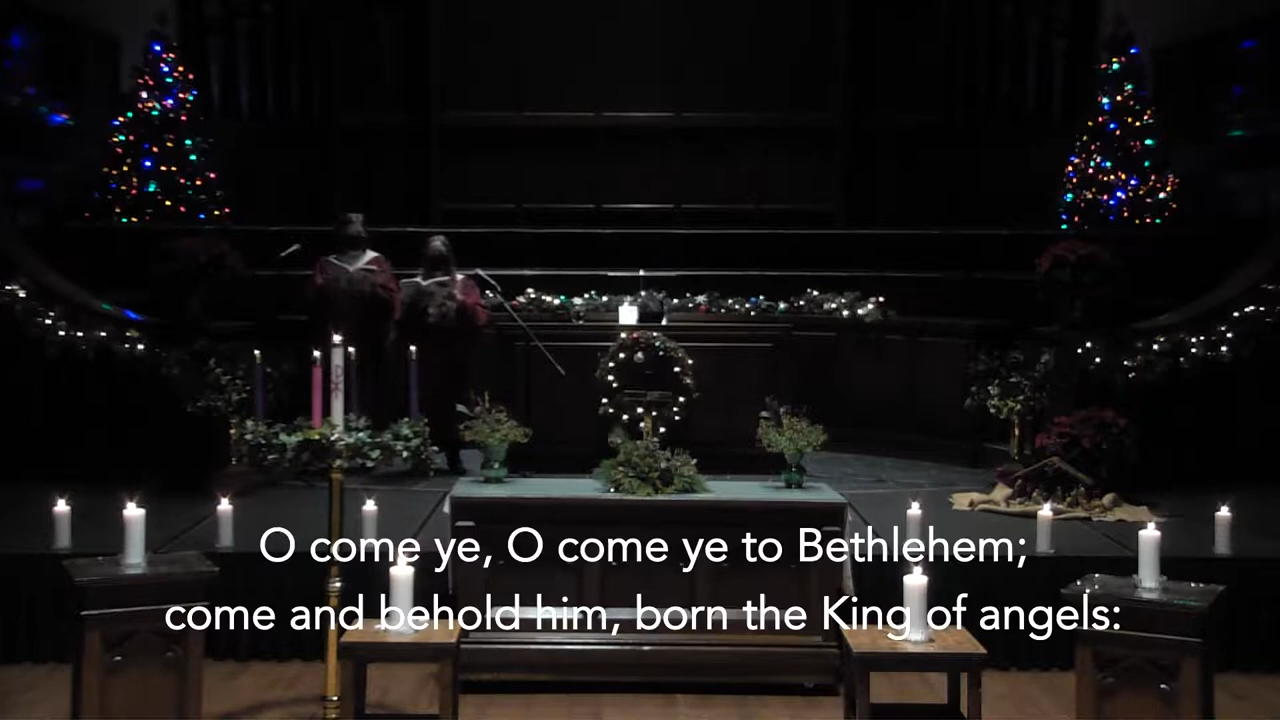 O come ye, O come ye to Bethlehem;
come and behold him, born the King of angels: